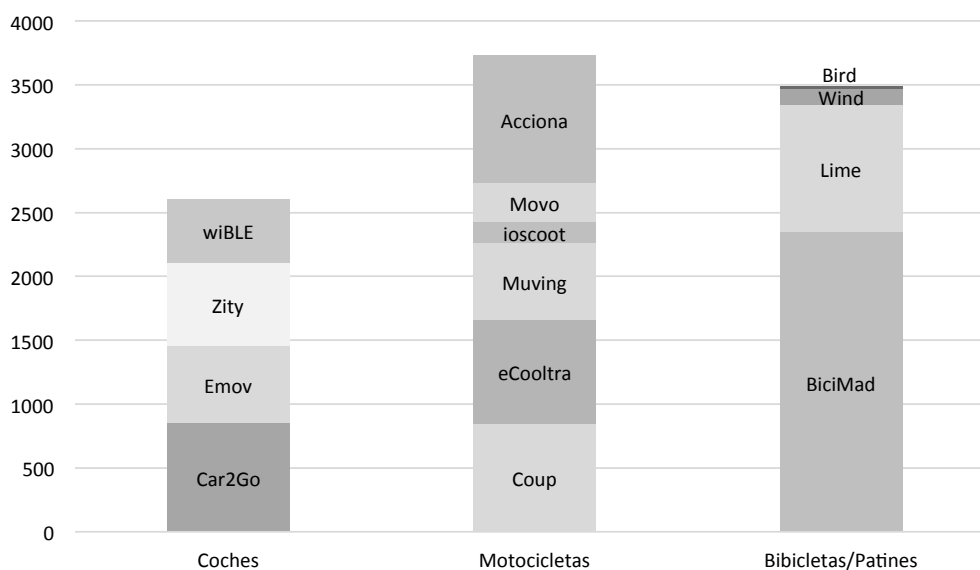 4000
3500
3000
2500
2000
1500
1000
500
0
wiBLE
Zity
Emov
Car2Go
Acciona
Movo
ioscoot
Muving
eCooltra
Coup
Bird
Wind
Lime
BiciMad
Coches
Motocicletas
Bibicletas/Patines